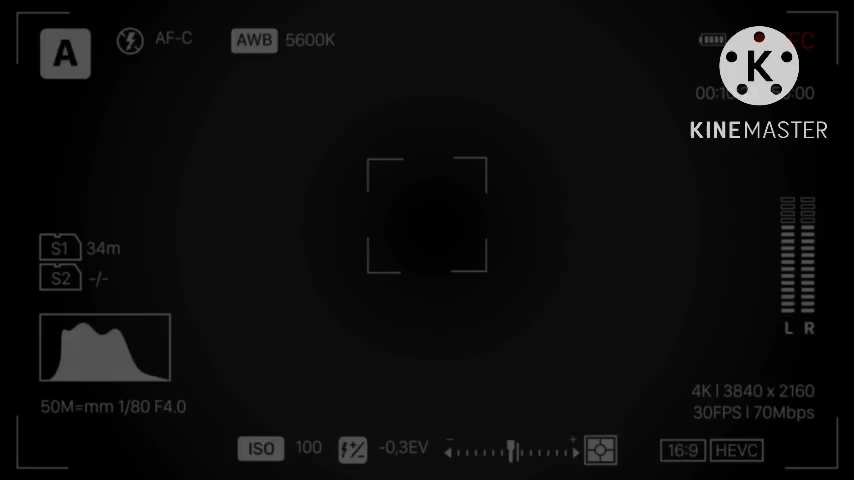 A
AF-C
AWB 5600K
KINEMASTER
S1 34m
S2 -/-
L R
50M=mm 1/80 F4.0
4K | 3840 x 2160
30FPS | 70Mbps
ISO 100
-0,3EV
- +
16:9 HEVC